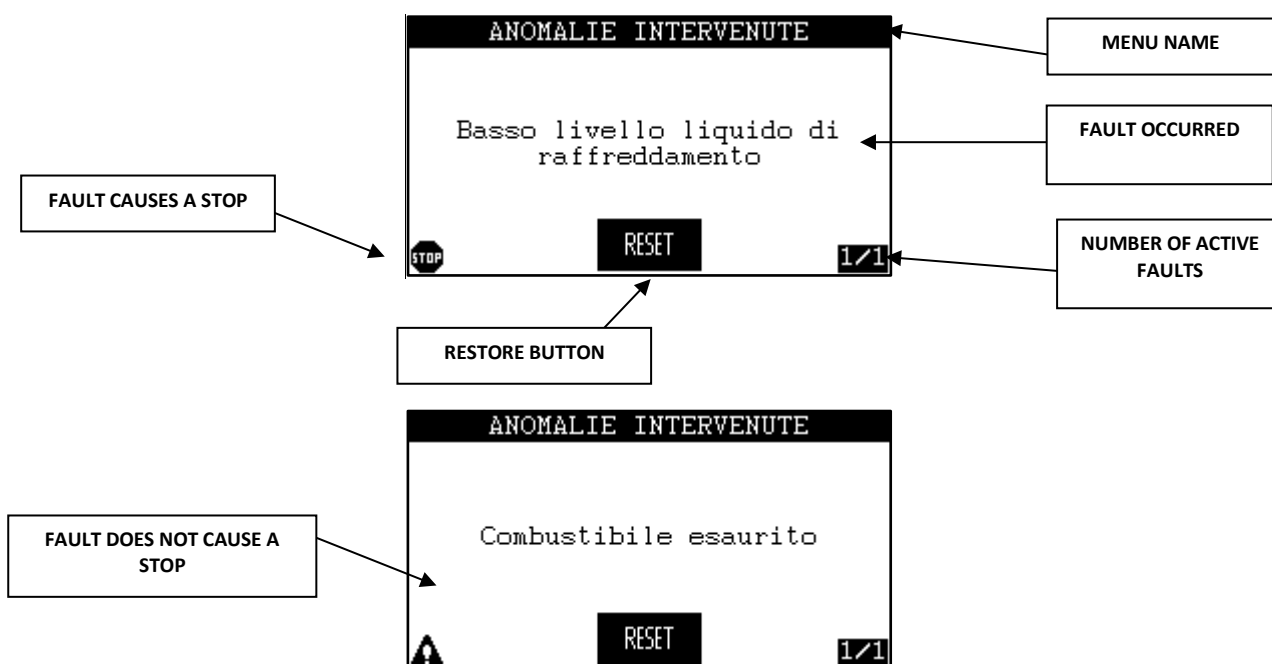 ANOMALIE INTERVENUTE
MENU NAME
Basso livello liquido di
raffreddamento
FAULT OCCURRED
FAULT CAUSES A STOP
STOP
RESET
1/1
NUMBER OF ACTIVE
FAULTS
RESTORE BUTTON
ANOMALIE INTERVENUTE
Combustibile esaurito
FAULT DOES NOT CAUSE A
STOP
RESET
1/1